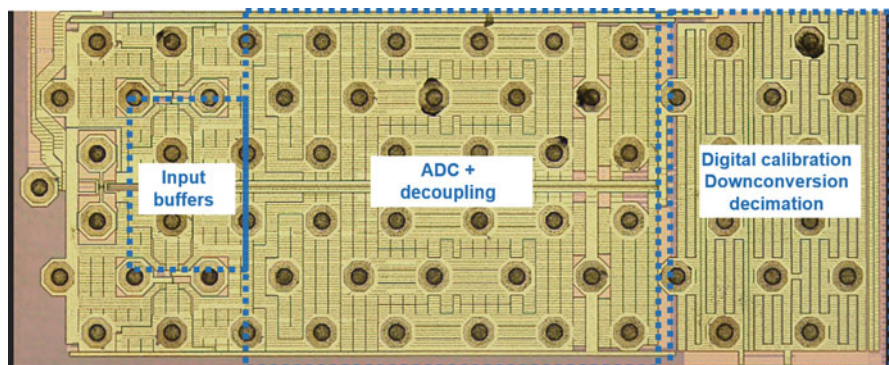 Input
buffers
ADC +
decoupling
Digital calibration
Downconversion
decimation